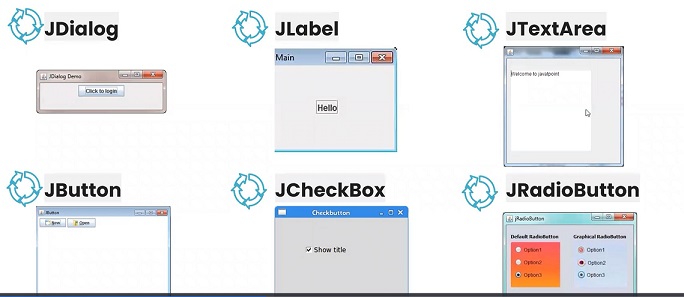 JDialog
JLabel
JTextArea
JDialog Demo
Click to login
Main
Hello
Welcome to javatpoint
JButton
JCheckBox
JRadioButton
Button
New
Open
Checkbutton
Show title
jRadioButton
Default RadioButton
Graphical RadioButton
Option1
Option1
Option2
Option2
Option3
Option3